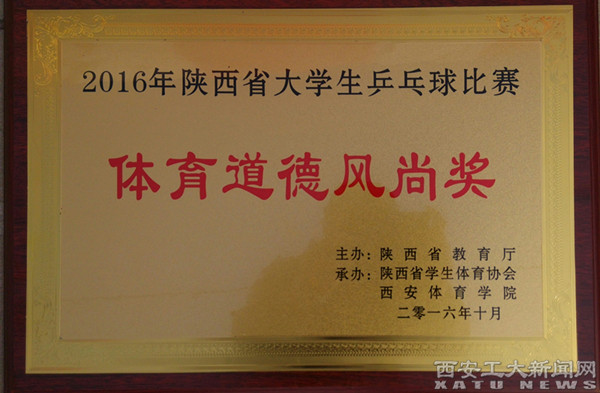 2016年陕西省大学生乒乓球比赛
体育道德风尚奖
主办：陕西省教育厅
承办：陕西省学生体育协会
西安体育学院
二零一六年十月
西安工大新闻网
XATU NEWS